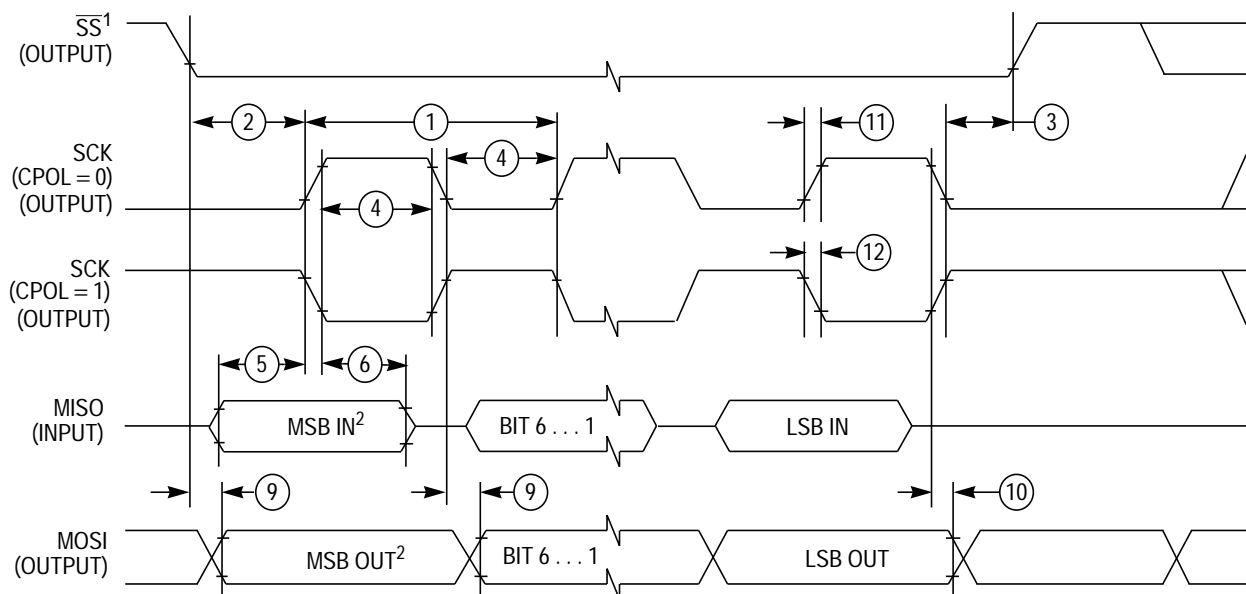 SS¹
(OUTPUT)
2
1
11
3
SCK
(CPOL = 0)
(OUTPUT)
4
4
12
SCK
(CPOL = 1)
(OUTPUT)
5
6
MISO
(INPUT)
MSB IN²
BIT 6 . . . 1
LSB IN
9
9
10
MOSI
(OUTPUT)
MSB OUT²
BIT 6 . . . 1
LSB OUT